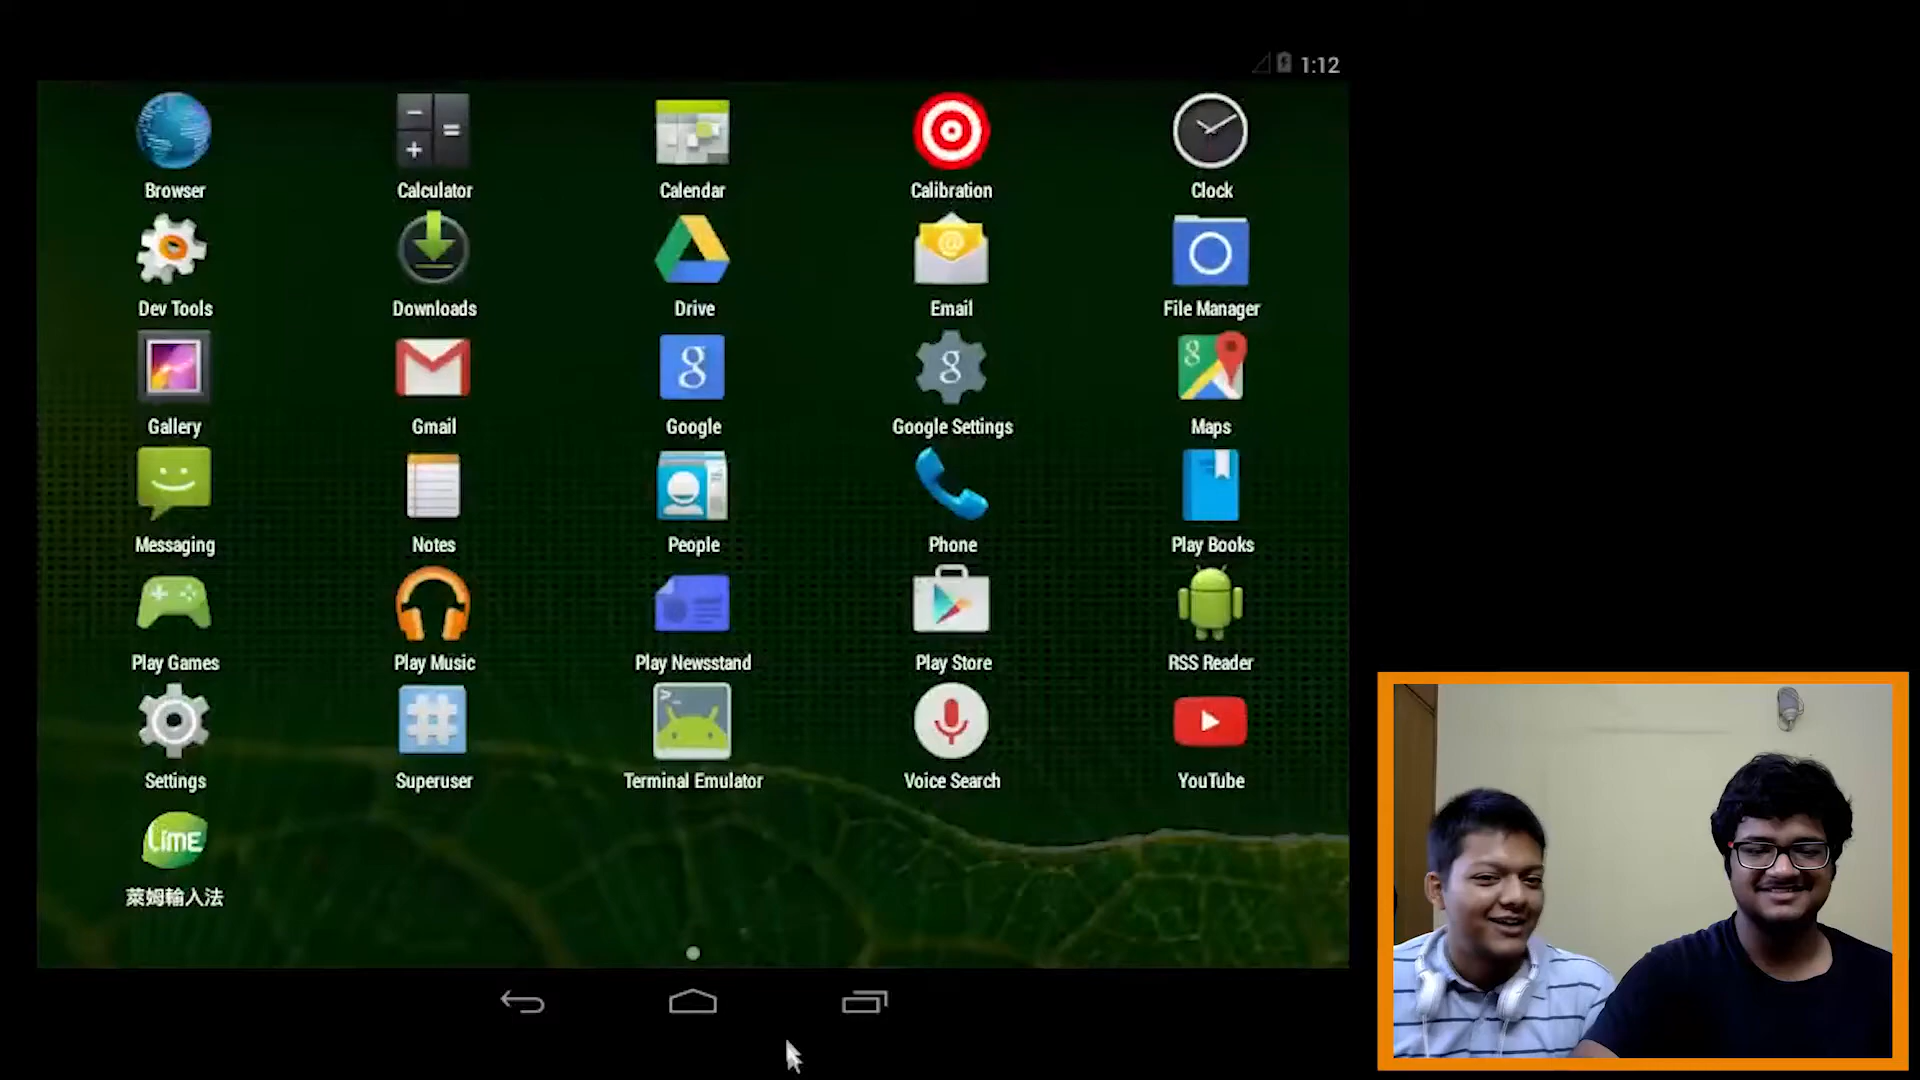 1:12
Browser Calculator Calendar Calibration Clock
Dev Tools Downloads Drive Email File Manager
Gallery Gmail Google Google Settings Maps
Messaging Notes People Phone Play Books
Play Games Play Music Play Newsstand Play Store RSS Reader
Settings Superuser Terminal Emulator Voice Search YouTube
LIME
萊姆輸入法